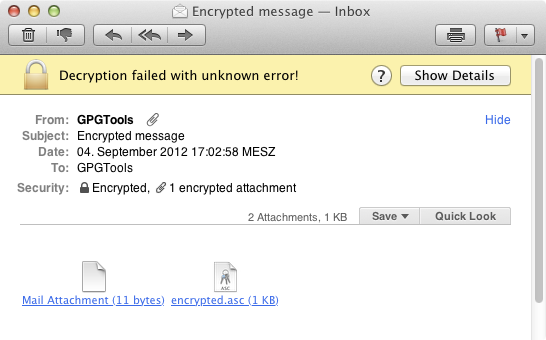 Encrypted message — Inbox
Decryption failed with unknown error!
?
Show Details
From: GPGTools
Hide
Subject: Encrypted message
Date: 04. September 2012 17:02:58 MESZ
To: GPGTools
Security: Encrypted, 1 encrypted attachment
2 Attachments, 1 KB Save Quick Look
ASC
Mail Attachment (11 bytes) encrypted.asc (1 KB)